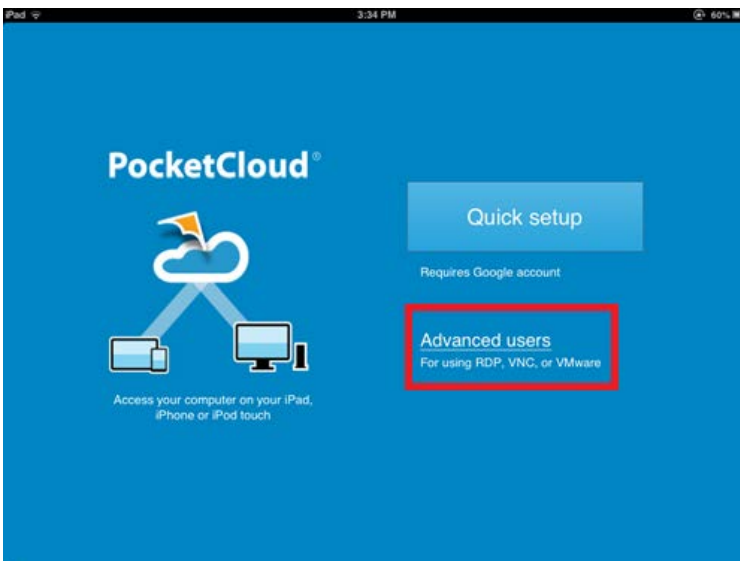 iPad 3:34 PM 60%
PocketCloud®
Quick setup
Requires Google account
Advanced users
For using RDP, VNC, or VMware
Access your computer on your iPad,
iPhone or iPod touch